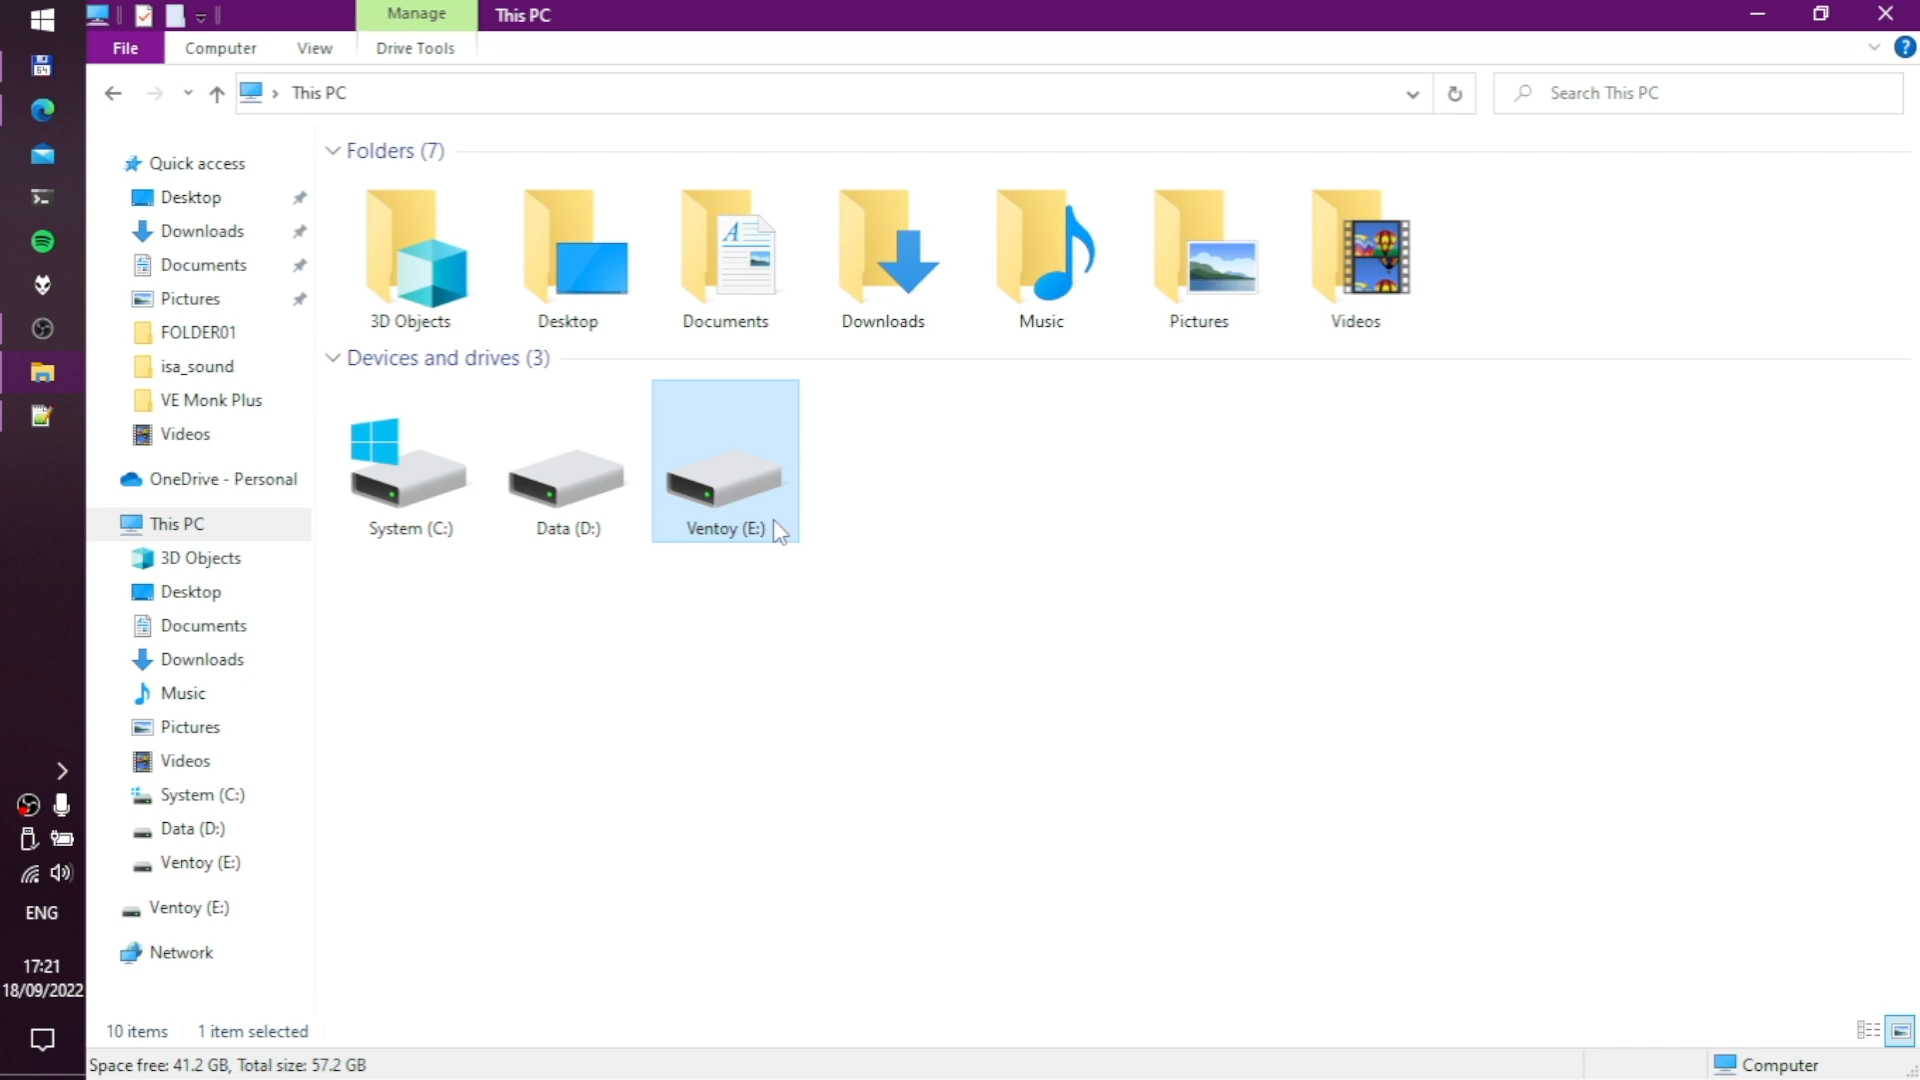 Manage
This PC
File
Computer
View
Drive Tools
This PC
Search This PC
Quick access
Desktop
Downloads
Documents
Pictures
FOLDER01
isa_sound
VE Monk Plus
Videos
OneDrive - Personal
This PC
3D Objects
Desktop
Documents
Downloads
Music
Pictures
Videos
System (C:)
Data (D:)
Ventoy (E:)
Ventoy (E:)
Network
Folders (7)
3D Objects
Desktop
Documents
Downloads
Music
Pictures
Videos
Devices and drives (3)
System (C:)
Data (D:)
Ventoy (E:)
64
A
ENG
17:21
18/09/2022
10 items
1 item selected
Space free: 41.2 GB, Total size: 57.2 GB
Computer